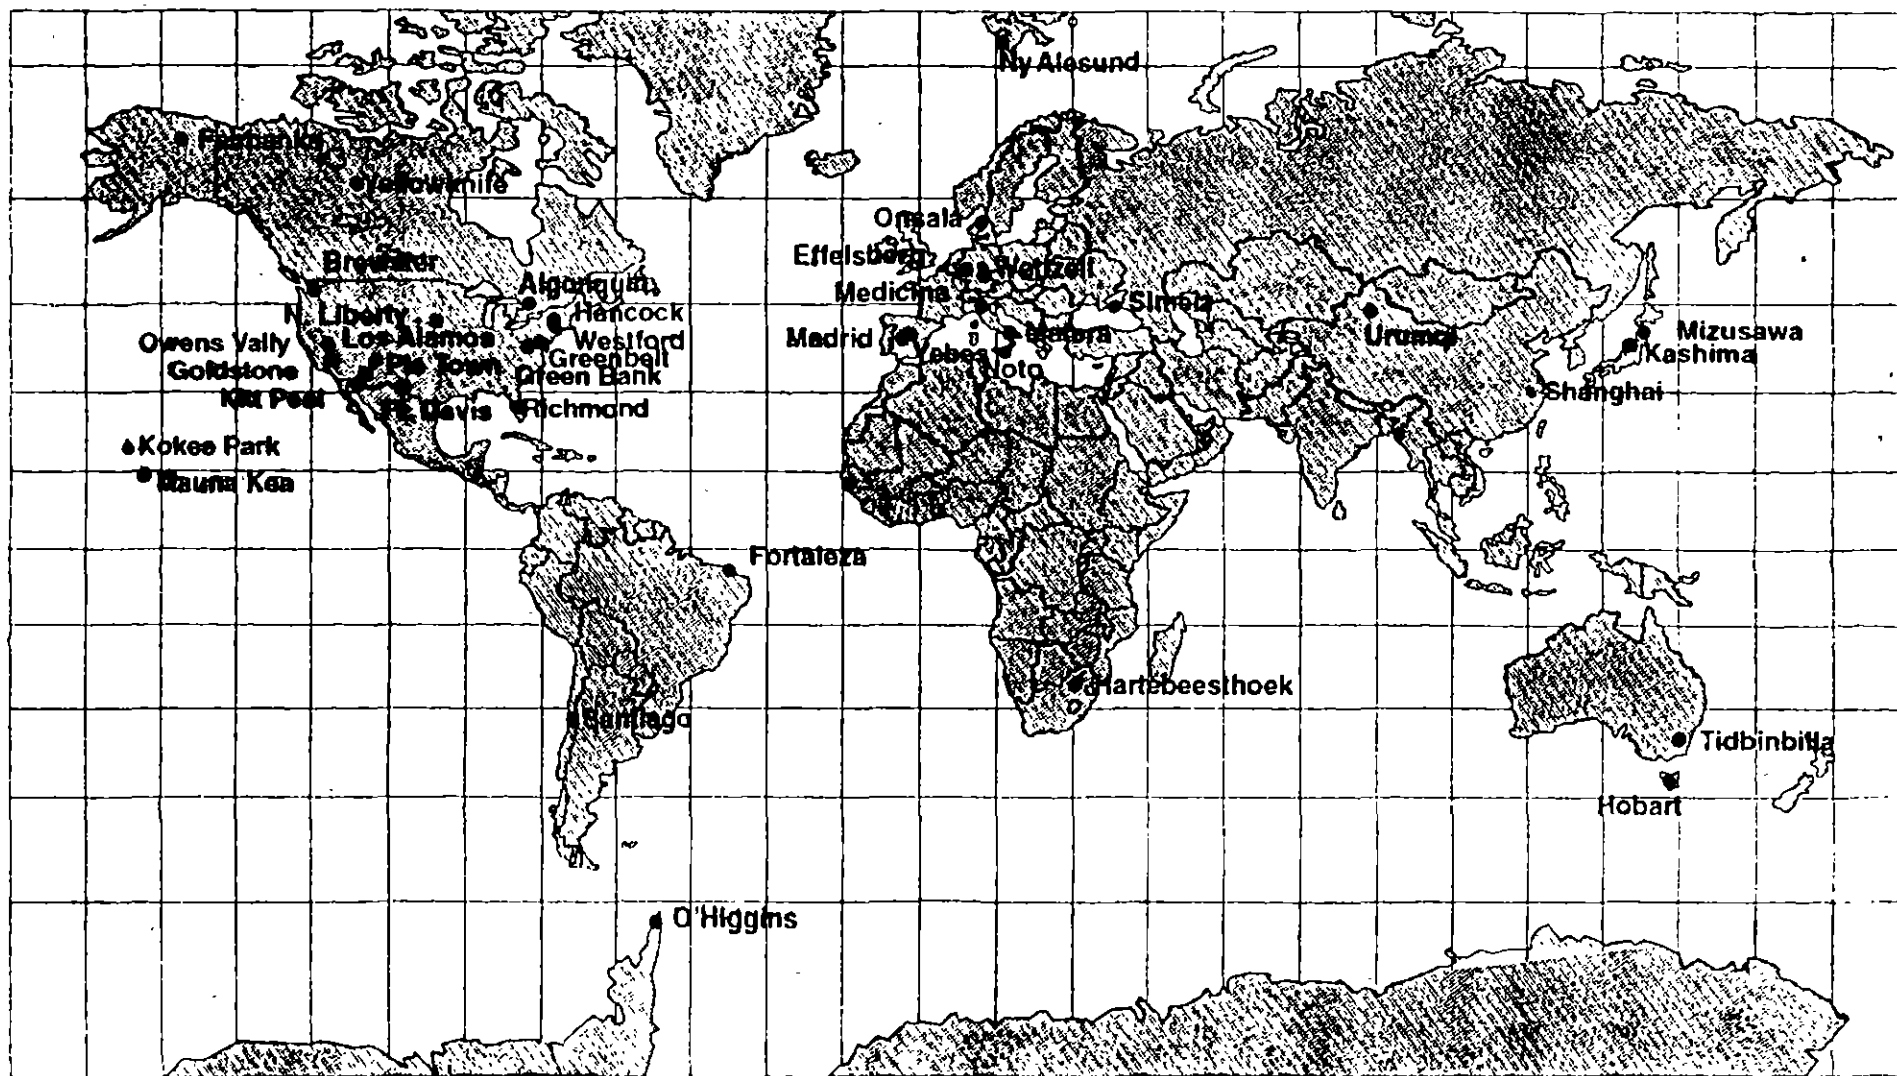 Ny Alesund
Fairbanks
Yellowknife
Onsala
Effelsberg
Wettzell
Brewster
Algonquin
Medicina
Simeiz
N. Liberty
Hancock
Owens Vally
Los Alamos
Westford
Madrid
Matera
Urumqi
Mizusawa
Kashima
Goldstone
Pie Town
Greenbelt
Yebes
Noto
Green Bank
Kitt Peak
Ft. Davis
Richmond
Shanghai
Kokee Park
Mauna Kea
Fortaleza
Hartebeesthoek
Santiago
Tidbinbilla
Hobart
O'Higgins